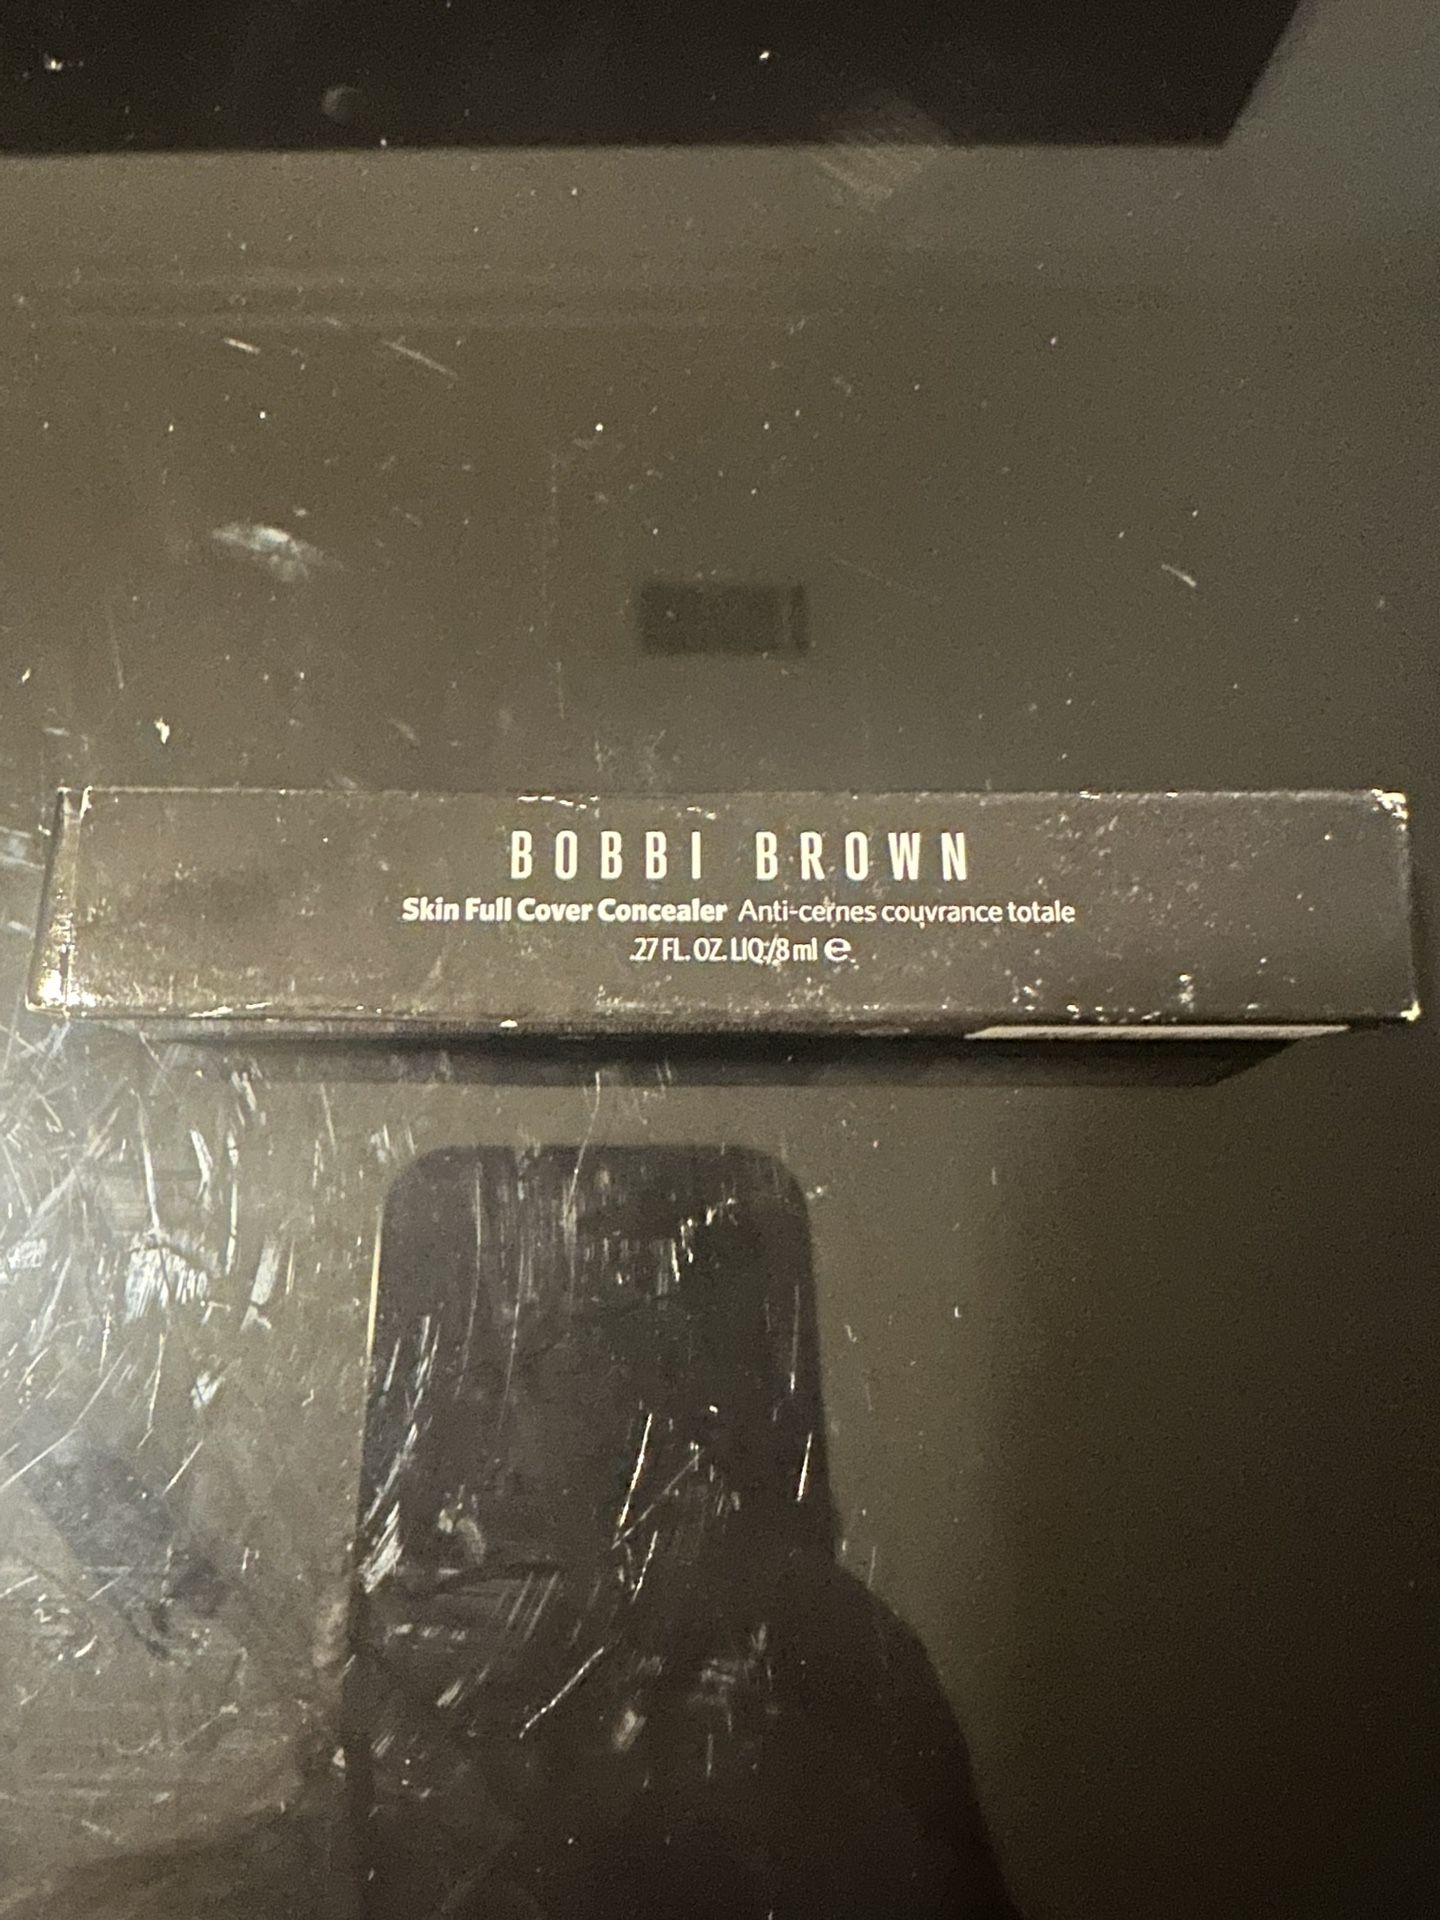 BOBBI BROWN
Skin Full Cover Concealer Anti-cernes couvrance totale
.27 FL. OZ. LIQ./8 ml ℮